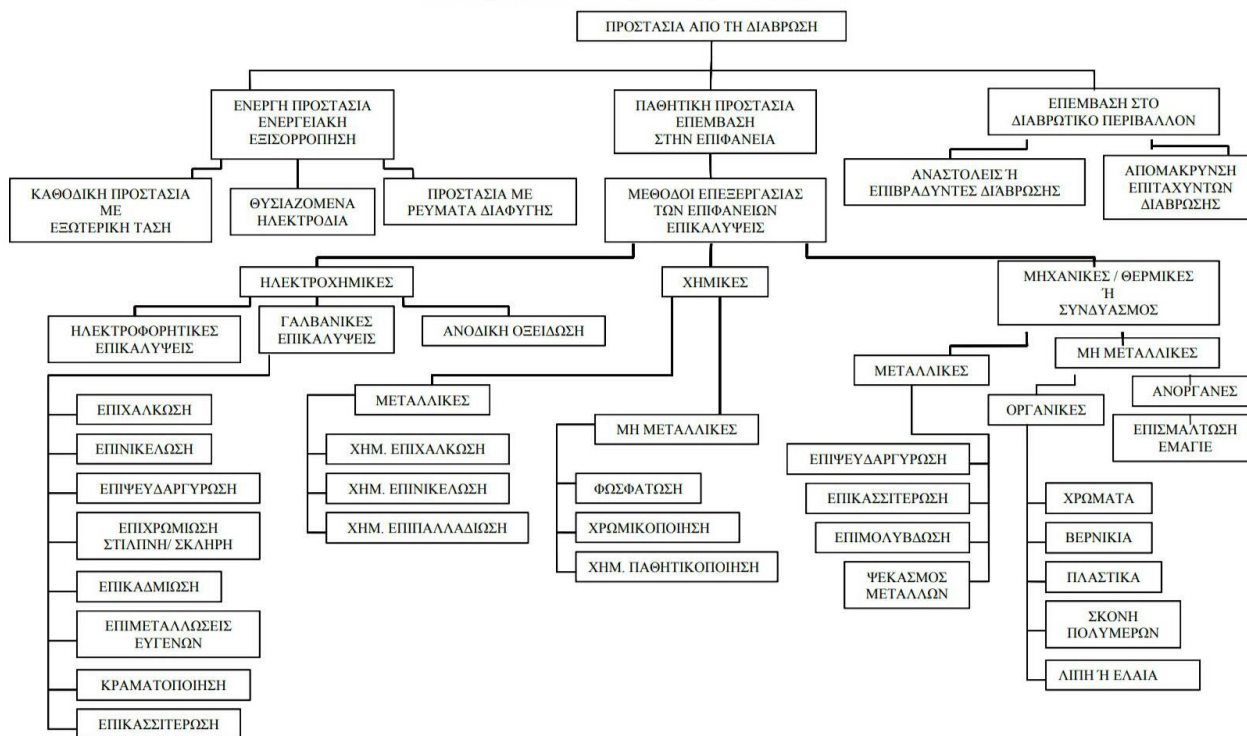 ΠΡΟΣΤΑΣΙΑ ΑΠΟ ΤΗ ΔΙΑΒΡΩΣΗ
ΕΝΕΡΓΗ ΠΡΟΣΤΑΣΙΑ
ΕΝΕΡΓΕΙΑΚΗ
ΕΞΙΣΟΡΡΟΠΗΣΗ
ΠΑΘΗΤΙΚΗ ΠΡΟΣΤΑΣΙΑ
ΕΠΕΜΒΑΣΗ
ΣΤΗΝ ΕΠΙΦΑΝΕΙΑ
ΕΠΕΜΒΑΣΗ ΣΤΟ
ΔΙΑΒΡΩΤΙΚΟ ΠΕΡΙΒΑΛΛΟΝ
ΚΑΘΟΔΙΚΗ ΠΡΟΣΤΑΣΙΑ
ΜΕ
ΕΞΩΤΕΡΙΚΗ ΤΑΣΗ
ΘΥΣΙΑΖΟΜΕΝΑ
ΗΛΕΚΤΡΟΔΙΑ
ΠΡΟΣΤΑΣΙΑ ΜΕ
ΡΕΥΜΑΤΑ ΔΙΑΦΥΓΗΣ
ΜΕΘΟΔΟΙ ΕΠΕΞΕΡΓΑΣΙΑΣ
ΤΩΝ ΕΠΙΦΑΝΕΙΩΝ
ΕΠΙΚΑΛΥΨΕΙΣ
ΑΝΑΣΤΟΛΕΙΣ Ή
ΕΠΙΒΡΑΔΥΝΤΕΣ ΔΙΆΒΡΩΣΗΣ
ΑΠΟΜΑΚΡΥΝΣΗ
ΕΠΙΤΑΧΥΝΤΩΝ
ΔΙΑΒΡΩΣΗΣ
ΗΛΕΚΤΡΟΧΗΜΙΚΕΣ
ΧΗΜΙΚΕΣ
ΜΗΧΑΝΙΚΕΣ / ΘΕΡΜΙΚΕΣ
Ή
ΣΥΝΔΥΑΣΜΟΣ
ΗΛΕΚΤΡΟΦΟΡΗΤΙΚΕΣ
ΕΠΙΚΑΛΥΨΕΙΣ
ΓΑΛΒΑΝΙΚΕΣ
ΕΠΙΚΑΛΥΨΕΙΣ
ΑΝΟΔΙΚΗ ΟΞΕΙΔΩΣΗ
ΕΠΙΧΑΛΚΩΣΗ
ΕΠΙΝΙΚΕΛΩΣΗ
ΕΠΙΨΕΥΔΑΡΓΥΡΩΣΗ
ΕΠΙΧΡΩΜΙΩΣΗ
ΣΤΙΛΠΝΗ/ ΣΚΛΗΡΗ
ΕΠΙΚΑΔΜΙΩΣΗ
ΕΠΙΜΕΤΑΛΛΩΣΕΙΣ
ΕΥΓΕΝΩΝ
ΚΡΑΜΑΤΟΠΟΙΗΣΗ
ΕΠΙΚΑΣΣΙΤΕΡΩΣΗ
ΜΕΤΑΛΛΙΚΕΣ
ΧΗΜ. ΕΠΙΧΑΛΚΩΣΗ
ΧΗΜ. ΕΠΙΝΙΚΕΛΩΣΗ
ΧΗΜ. ΕΠΙΠΑΛΛΑΔΙΩΣΗ
ΜΗ ΜΕΤΑΛΛΙΚΕΣ
ΦΩΣΦΑΤΩΣΗ
ΧΡΩΜΙΚΟΠΟΙΗΣΗ
ΧΗΜ. ΠΑΘΗΤΙΚΟΠΟΙΗΣΗ
ΜΕΤΑΛΛΙΚΕΣ
ΕΠΙΨΕΥΔΑΡΓΥΡΩΣΗ
ΕΠΙΚΑΣΣΙΤΕΡΩΣΗ
ΕΠΙΜΟΛΥΒΔΩΣΗ
ΨΕΚΑΣΜΟΣ
ΜΕΤΑΛΛΩΝ
ΜΗ ΜΕΤΑΛΛΙΚΕΣ
ΑΝΟΡΓΑΝΕΣ
ΕΠΙΣΜΑΛΤΩΣΗ
ΕΜΑΓΙΕ
ΟΡΓΑΝΙΚΕΣ
ΧΡΩΜΑΤΑ
ΒΕΡΝΙΚΙΑ
ΠΛΑΣΤΙΚΑ
ΣΚΟΝΗ
ΠΟΛΥΜΕΡΩΝ
ΛΙΠΗ Ή ΕΛΑΙΑ